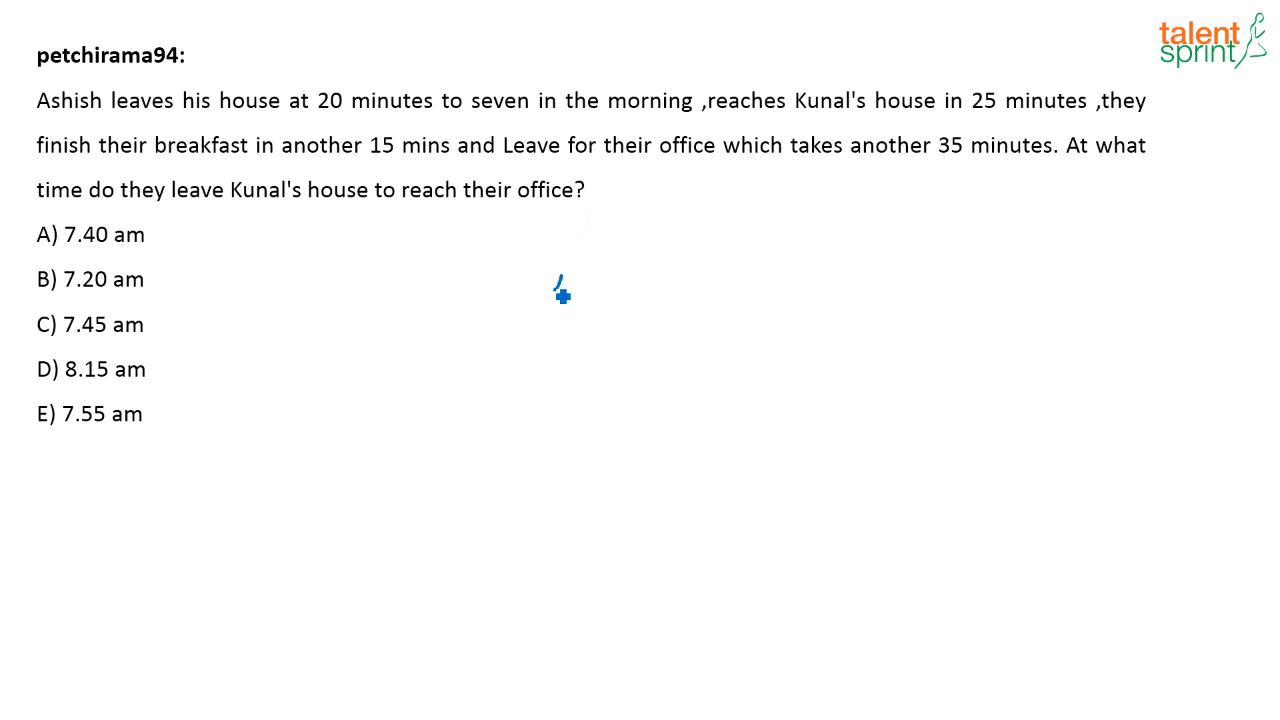 talent
sprint
petchirama94:
Ashish leaves his house at 20 minutes to seven in the morning ,reaches Kunal's house in 25 minutes ,they
finish their breakfast in another 15 mins and Leave for their office which takes another 35 minutes. At what
time do they leave Kunal's house to reach their office?
A) 7.40 am
B) 7.20 am
C) 7.45 am
D) 8.15 am
E) 7.55 am